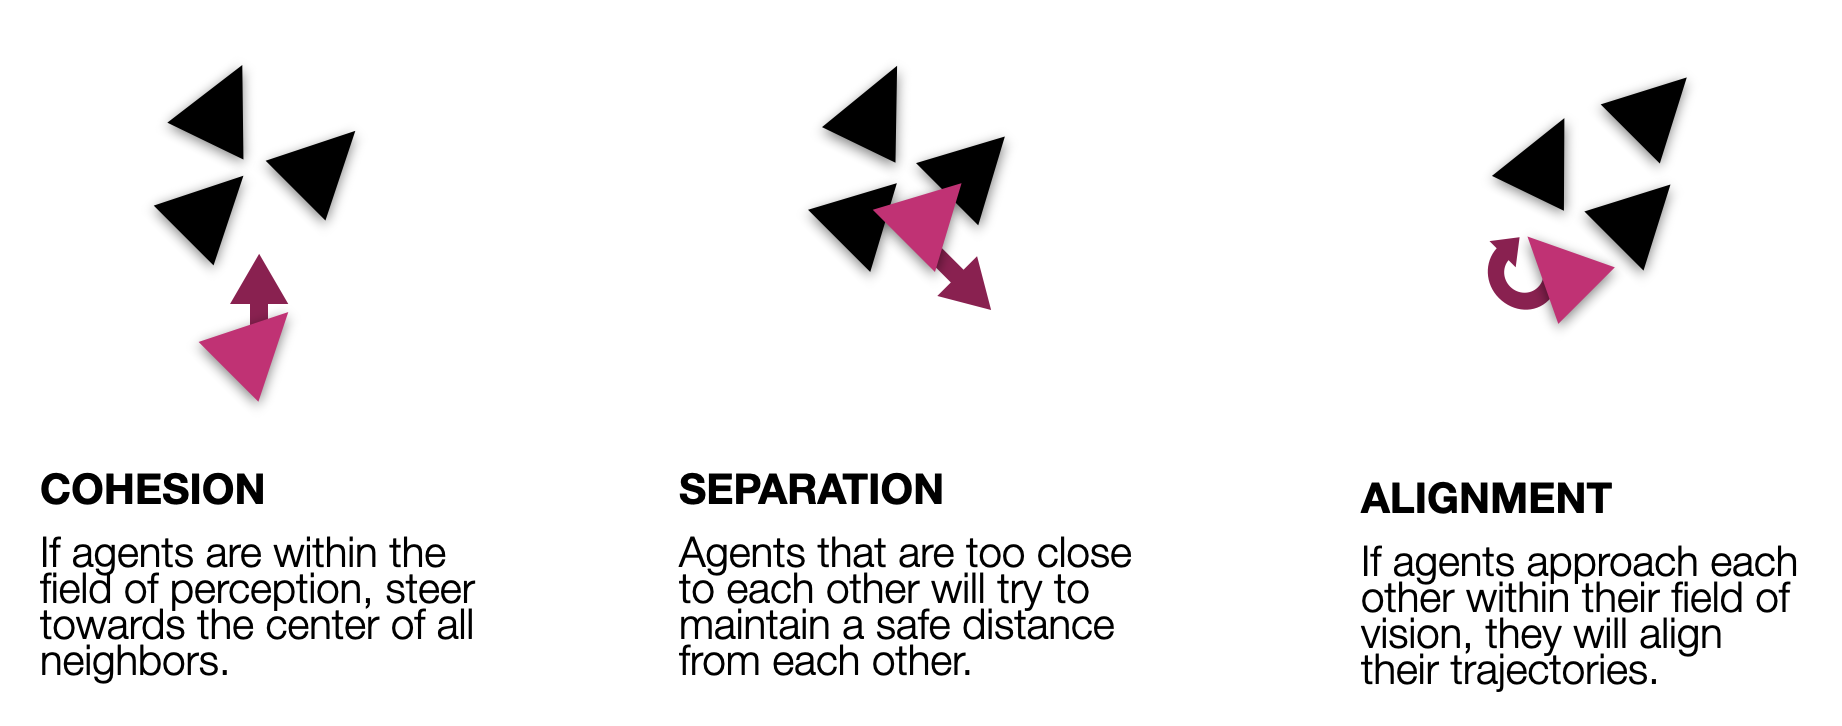 COHESION
If agents are within the
field of perception, steer
towards the center of all
neighbors.
SEPARATION
Agents that are too close
to each other will try to
maintain a safe distance
from each other.
ALIGNMENT
If agents approach each
other within their field of
vision, they will align
their trajectories.